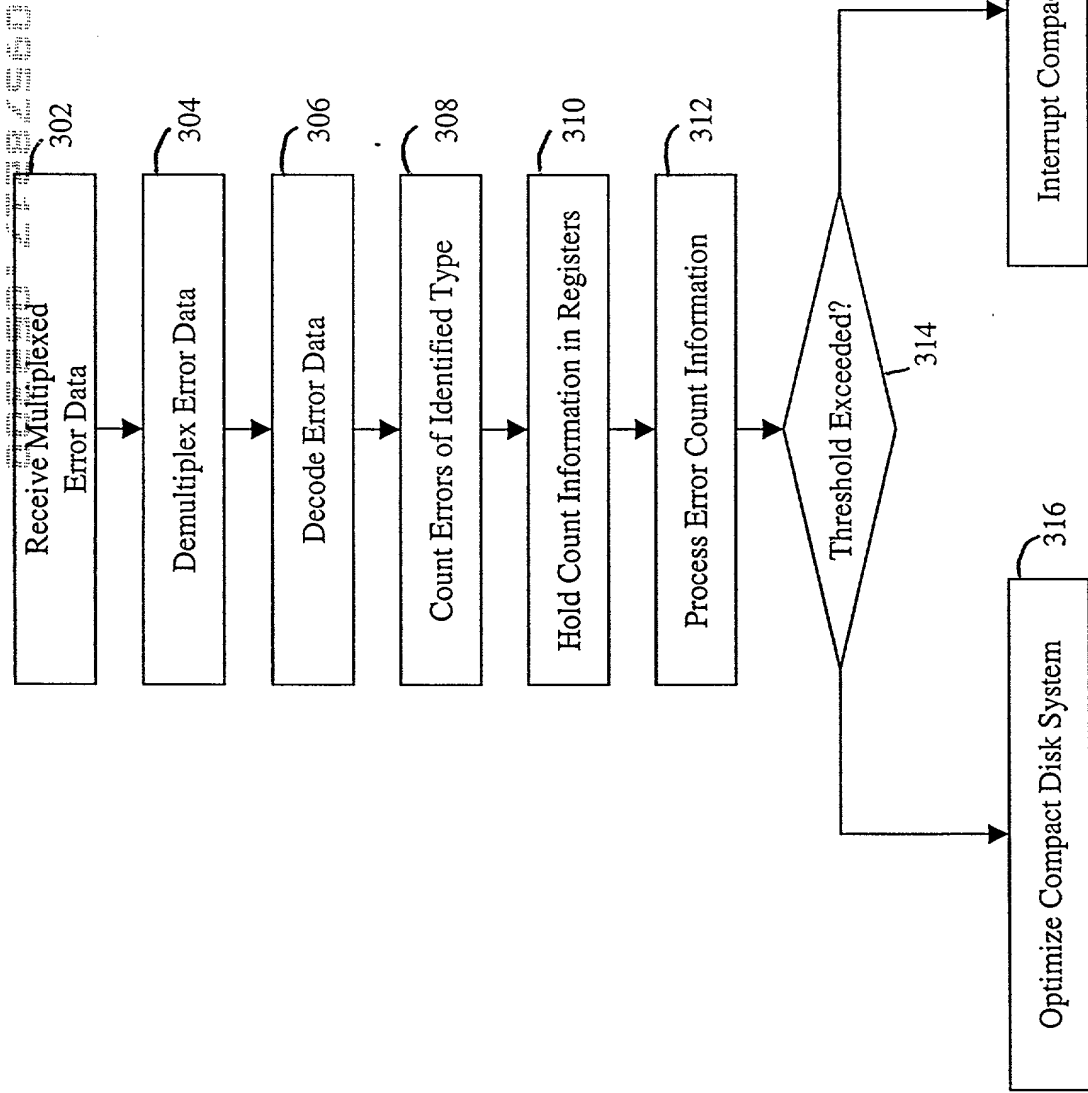 302
Receive Multiplexed
Error Data
304
Demultiplex Error Data
306
Decode Error Data
308
Count Errors of Identified Type
310
Hold Count Information in Registers
312
Process Error Count Information
Threshold Exceeded?
314
316
Optimize Compact Disk System
Interrupt